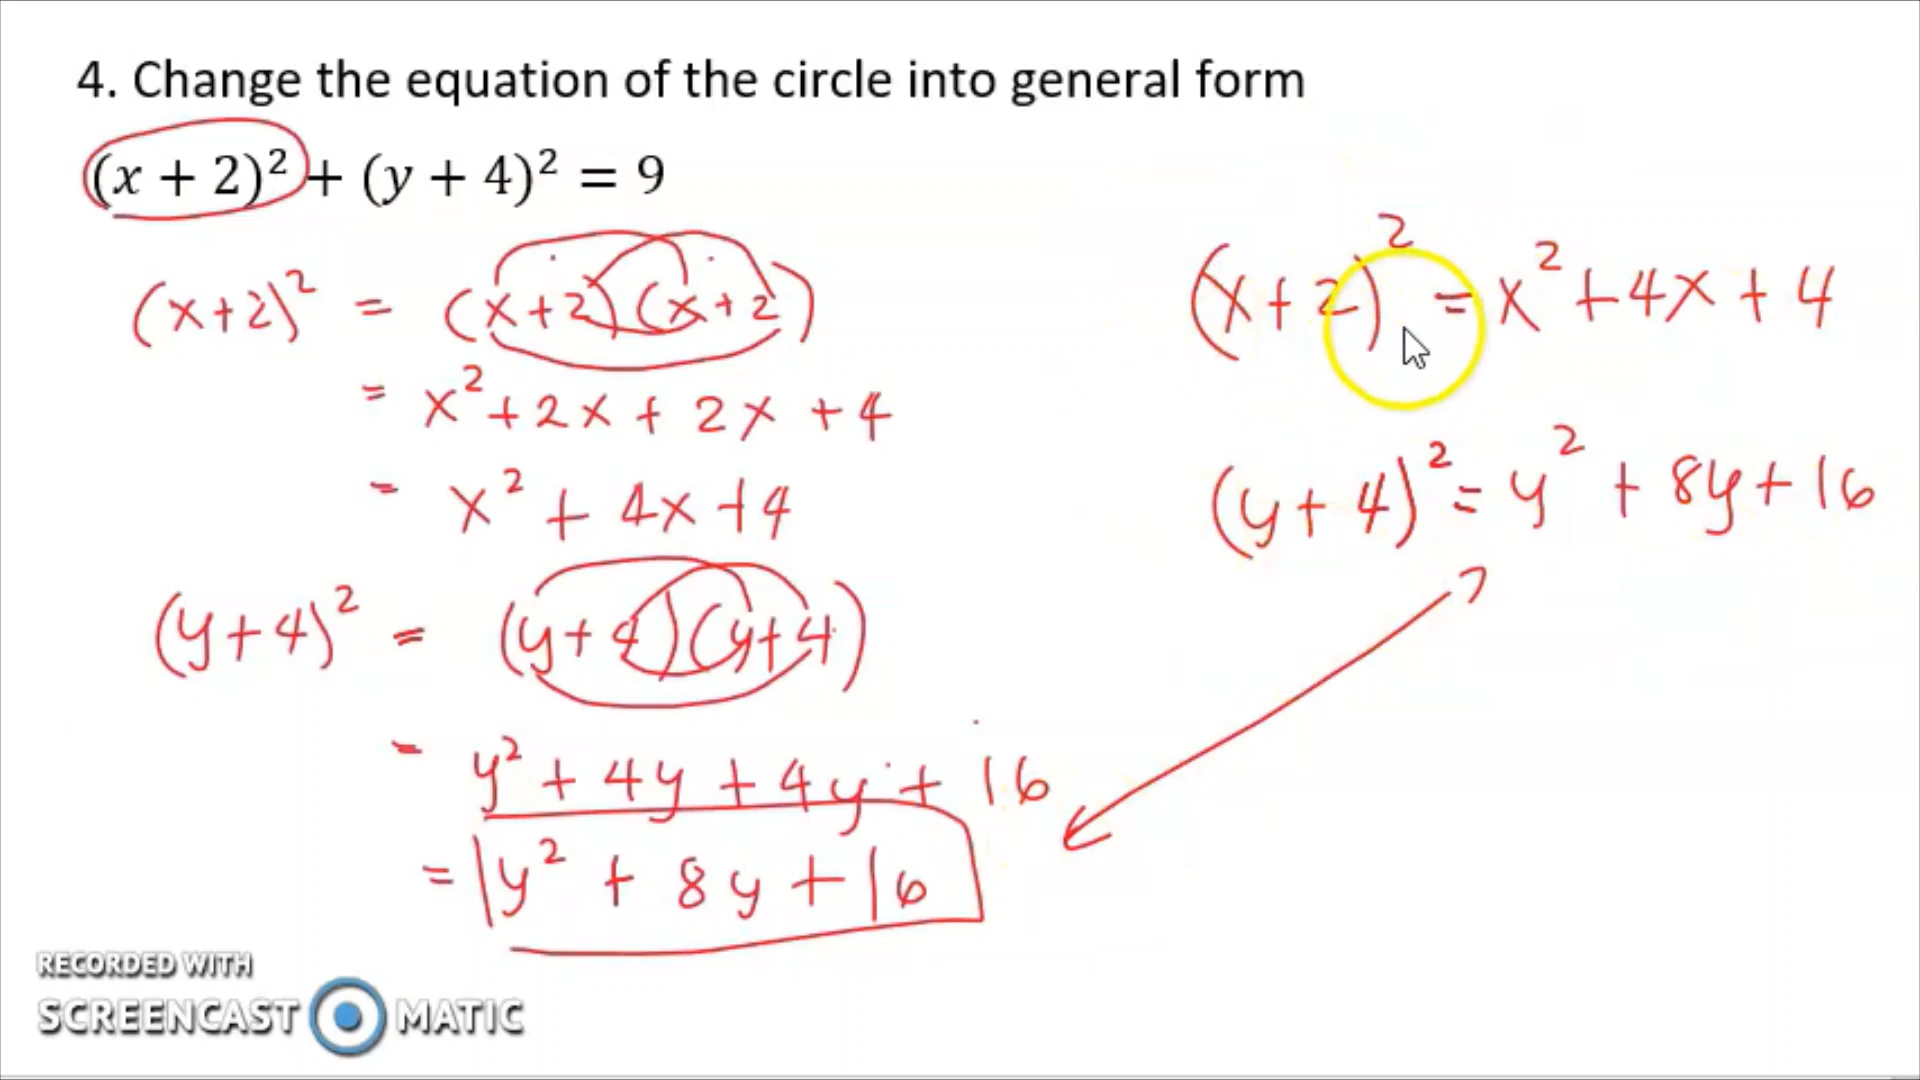 4. Change the equation of the circle into general form
(x + 2)² + (y + 4)² = 9
(x+2)² = (x+2)(x+2)
= x² + 2x + 2x + 4
= x² + 4x + 4
(y+4)² = (y+4)(y+4)
= y² + 4y + 4y + 16
= y² + 8y + 16
(x+2)² = x² + 4x + 4
(y+4)² = y² + 8y + 16
RECORDED WITH
SCREENCAST MATIC